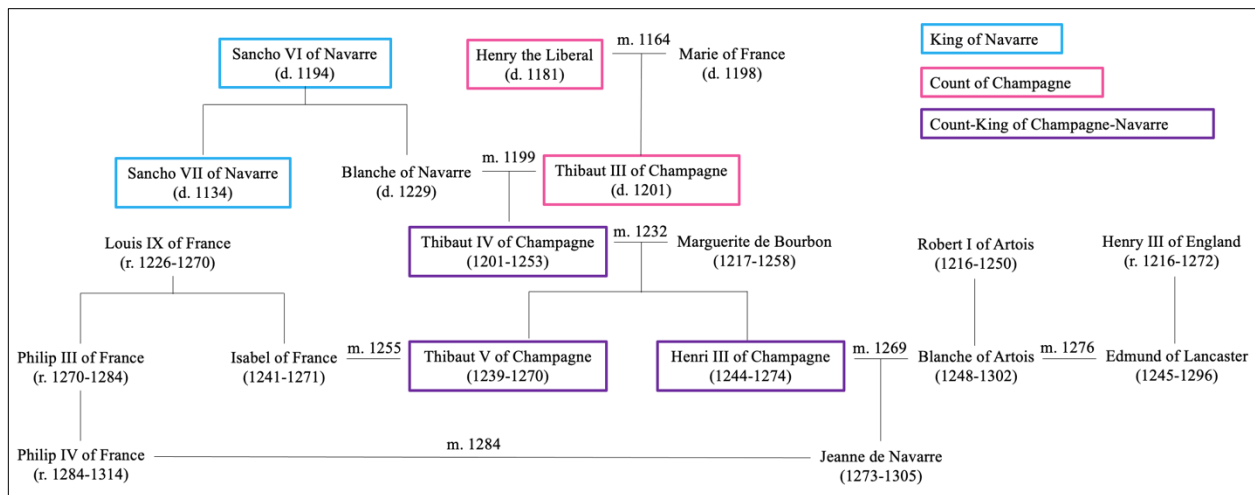 Sancho VI of Navarre
(d. 1194)
Henry the Liberal
(d. 1181)
m. 1164
Marie of France
(d. 1198)
King of Navarre
Count of Champagne
Count-King of Champagne-Navarre
Sancho VII of Navarre
(d. 1134)
Blanche of Navarre
(d. 1229)
m. 1199
Thibaut III of Champagne
(d. 1201)
Louis IX of France
(r. 1226-1270)
Thibaut IV of Champagne
(1201-1253)
m. 1232
Marguerite de Bourbon
(1217-1258)
Robert I of Artois
(1216-1250)
Henry III of England
(r. 1216-1272)
Philip III of France
(r. 1270-1284)
Isabel of France
(1241-1271)
m. 1255
Thibaut V of Champagne
(1239-1270)
Henri III of Champagne
(1244-1274)
m. 1269
Blanche of Artois
(1248-1302)
m. 1276
Edmund of Lancaster
(1245-1296)
Philip IV of France
(r. 1284-1314)
m. 1284
Jeanne de Navarre
(1273-1305)